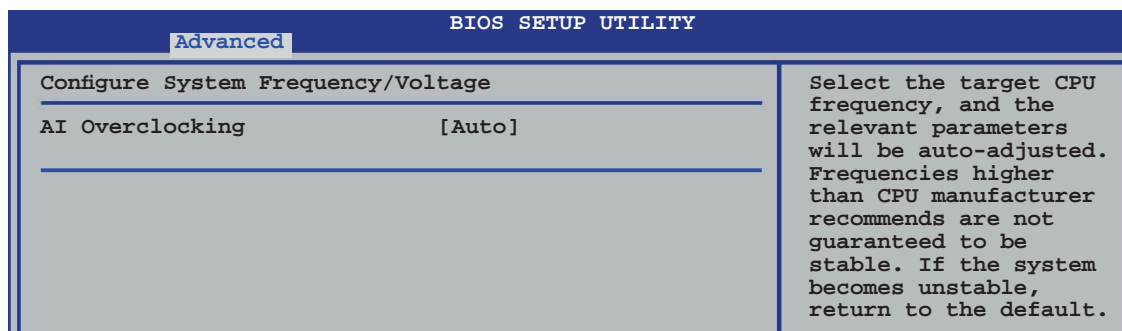 BIOS SETUP UTILITY
Advanced
Configure System Frequency/Voltage
AI Overclocking [Auto]
Select the target CPU
frequency, and the
relevant parameters
will be auto-adjusted.
Frequencies higher
than CPU manufacturer
recommends are not
guaranteed to be
stable. If the system
becomes unstable,
return to the default.